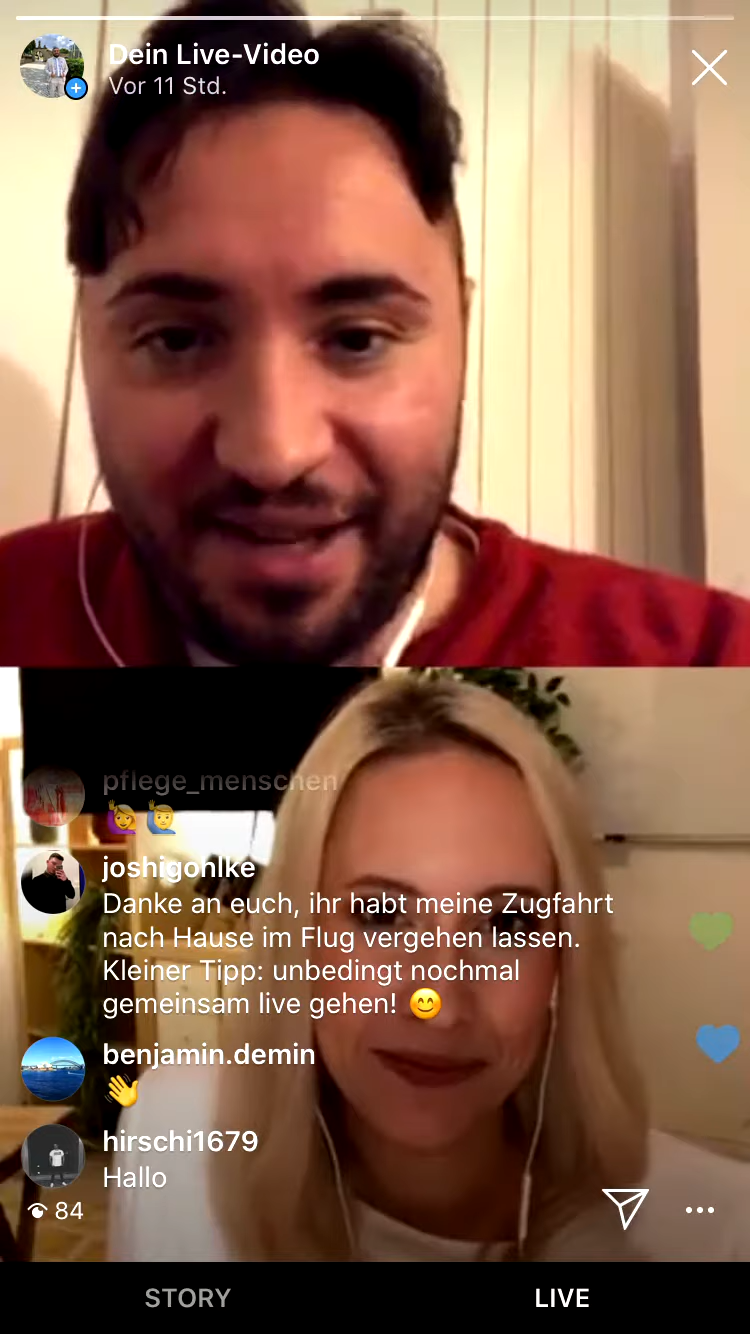 Dein Live-Video
Vor 11 Std.
pflege_menschen
🙋🏽‍♀️🙋‍♂️
joshigohlke
Danke an euch, ihr habt meine Zugfahrt
nach Hause im Flug vergehen lassen.
Kleiner Tipp: unbedingt nochmal
gemeinsam live gehen! 😊
benjamin.demin
👋
hirschi1679
Hallo
84
STORY
LIVE